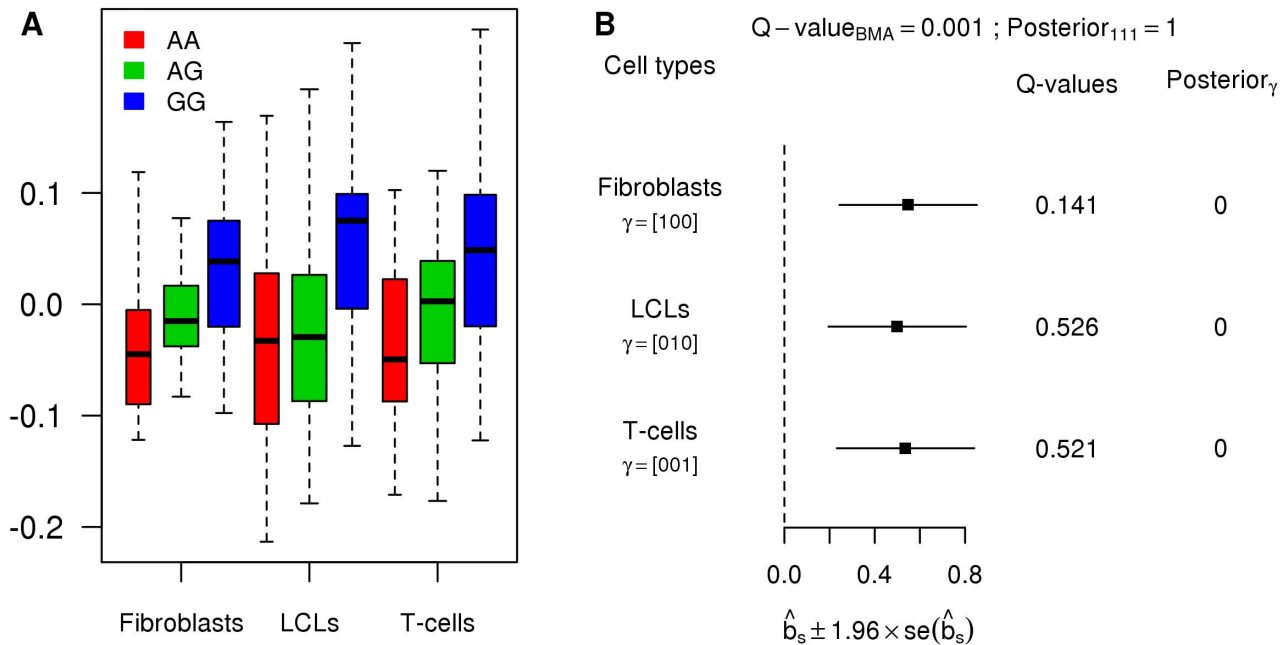 A
AA
AG
GG
0.1
0.0
-0.1
-0.2
Fibroblasts LCLs T-cells
B
Q−value_BMA = 0.001 ; Posterior_111 = 1
Cell types Q-values Posterior_γ
Fibroblasts 0.141 0
γ = [100]
LCLs 0.526 0
γ = [010]
T-cells 0.521 0
γ = [001]
0.0 0.4 0.8
b̂_s ± 1.96 × se(b̂_s)